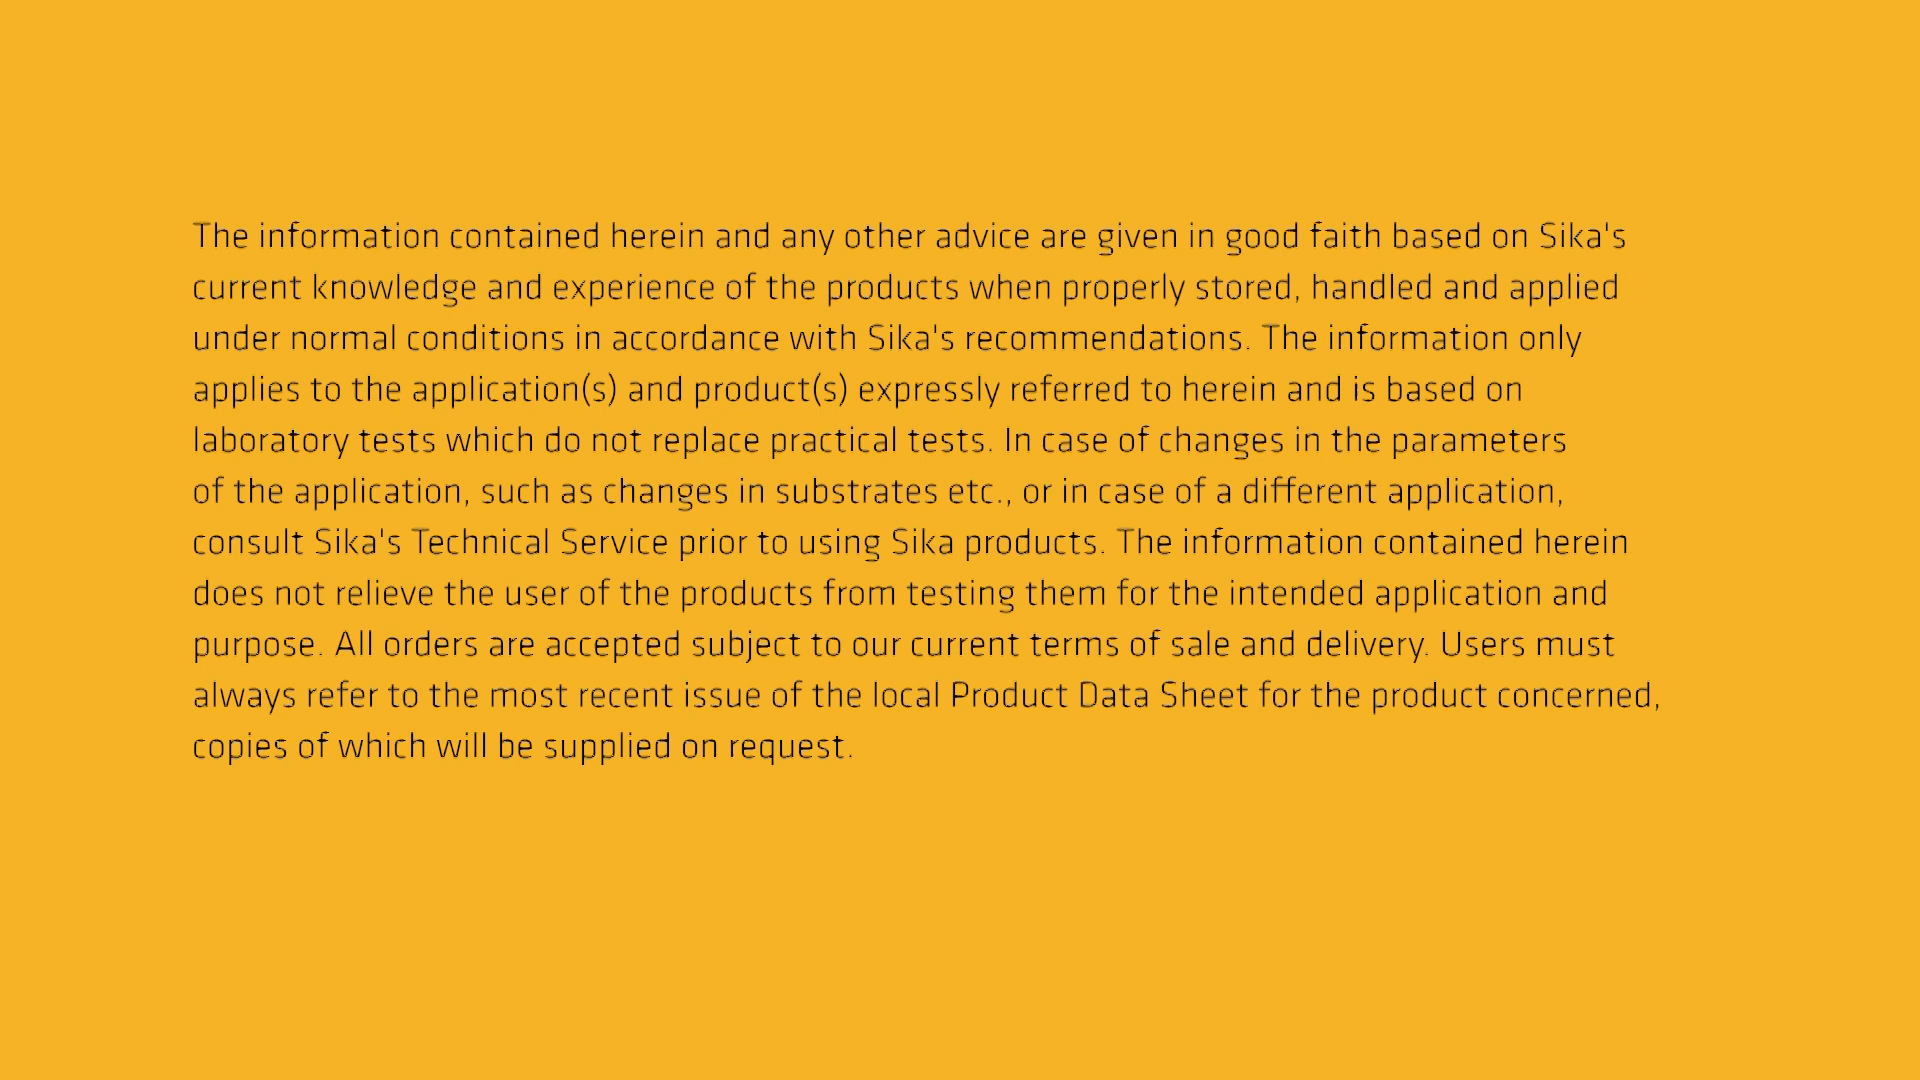 The information contained herein and any other advice are given in good faith based on Sika's
current knowledge and experience of the products when properly stored, handled and applied
under normal conditions in accordance with Sika's recommendations. The information only
applies to the application(s) and product(s) expressly referred to herein and is based on
laboratory tests which do not replace practical tests. In case of changes in the parameters
of the application, such as changes in substrates etc., or in case of a different application,
consult Sika's Technical Service prior to using Sika products. The information contained herein
does not relieve the user of the products from testing them for the intended application and
purpose. All orders are accepted subject to our current terms of sale and delivery. Users must
always refer to the most recent issue of the local Product Data Sheet for the product concerned,
copies of which will be supplied on request.